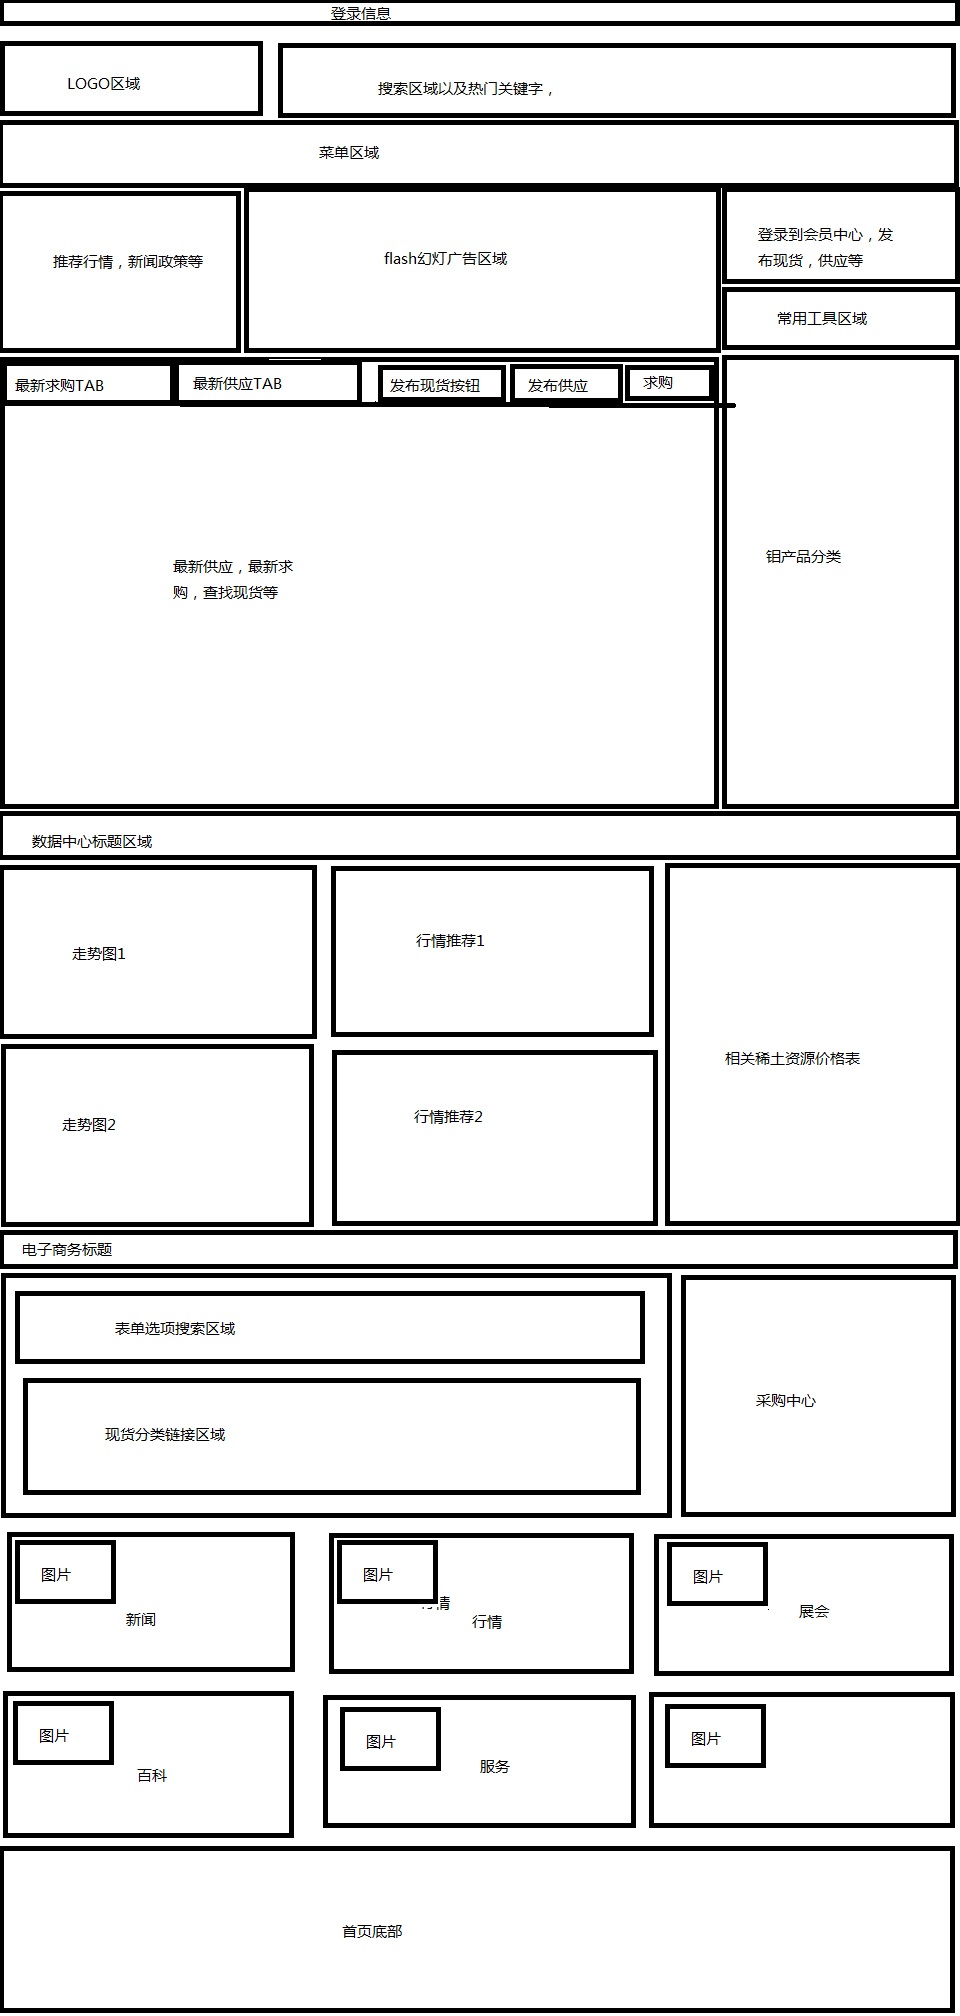 登录信息
LOGO区域
搜索区域以及热门关键字，
菜单区域
推荐行情，新闻政策等
flash幻灯广告区域
登录到会员中心，发
布现货，供应等
常用工具区域
最新求购TAB
最新供应TAB
发布现货按钮
发布供应
求购
最新供应，最新求
购，查找现货等
钼产品分类
数据中心标题区域
走势图1
行情推荐1
相关稀土资源价格表
走势图2
行情推荐2
电子商务标题
表单选项搜索区域
现货分类链接区域
采购中心
图片
新闻
图片
行情
图片
展会
图片
百科
图片
服务
图片
首页底部